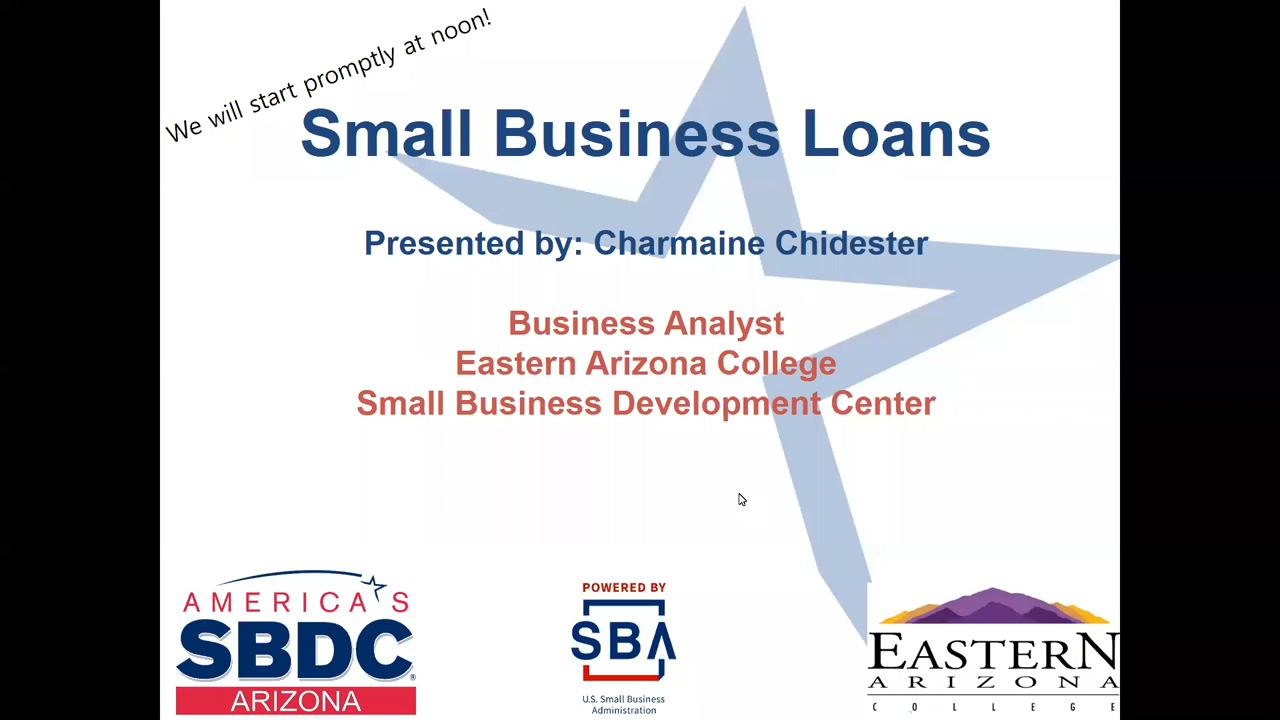 We will start promptly at noon!
Small Business Loans
Presented by: Charmaine Chidester
Business Analyst
Eastern Arizona College
Small Business Development Center
AMERICA'S
SBDC®
ARIZONA
POWERED BY
SBA
U.S. Small Business
Administration
EASTERN
ARIZONA
COLLEGE